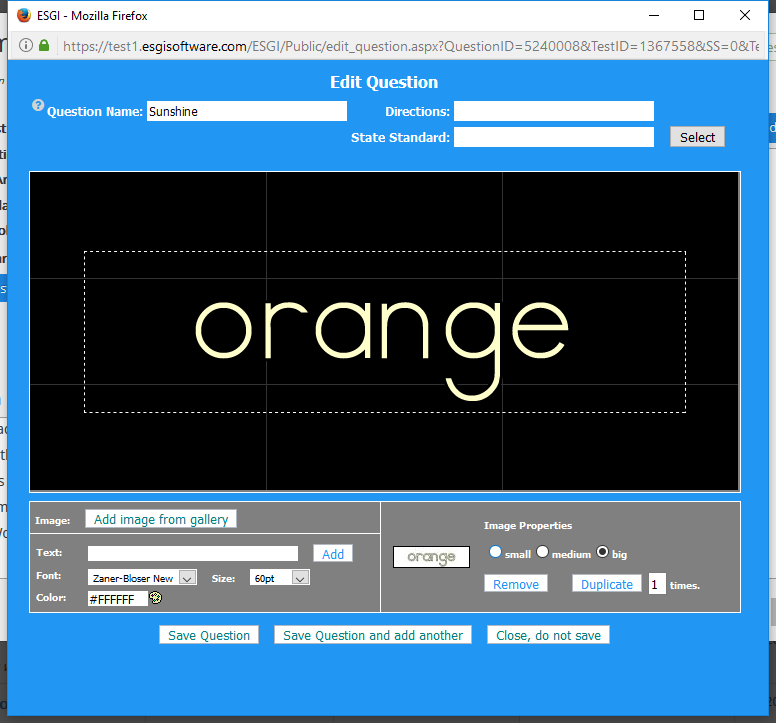 ESGI - Mozilla Firefox
https://test1.esgisoftware.com/ESGI/Public/edit_question.aspx?QuestionID=5240008&TestID=1367558&SS=0&Te
Edit Question
Question Name: Sunshine Directions:
State Standard: Select
orange
Image: Add image from gallery
Text: Add
Font: Zaner-Bloser New Size: 60pt
Color: #FFFFFF
Image Properties
orange
small medium big
Remove Duplicate 1 times.
Save Question Save Question and add another Close, do not save